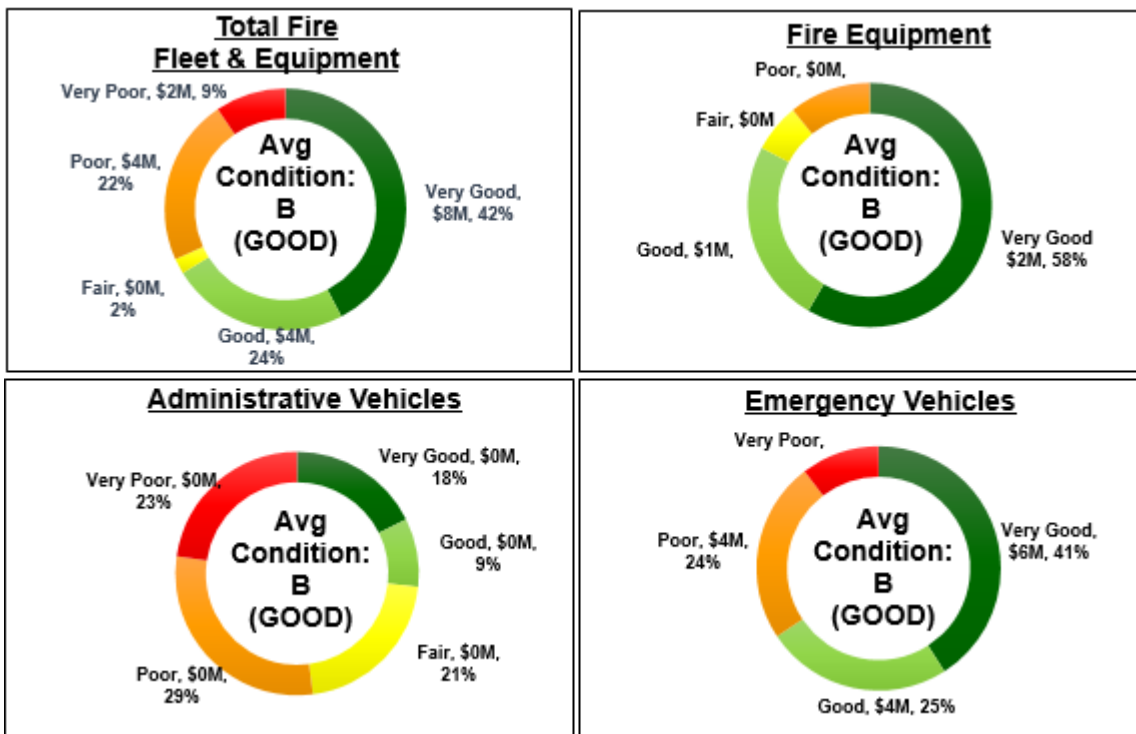 Total Fire
Fleet & Equipment
Very Poor, $2M, 9%
Poor, $4M,
22%
Avg
Condition:
B
(GOOD)
Very Good,
$8M, 42%
Fair, $0M,
2%
Good, $4M,
24%
Fire Equipment
Poor, $0M,
Fair, $0M
Avg
Condition:
B
(GOOD)
Good, $1M,
Very Good
$2M, 58%
Administrative Vehicles
Very Good, $0M,
18%
Very Poor, $0M,
23%
Avg
Condition:
B
(GOOD)
Good, $0M,
9%
Fair, $0M,
21%
Poor, $0M,
29%
Emergency Vehicles
Very Poor,
Poor, $4M,
24%
Avg
Condition:
B
(GOOD)
Very Good,
$6M, 41%
Good, $4M, 25%